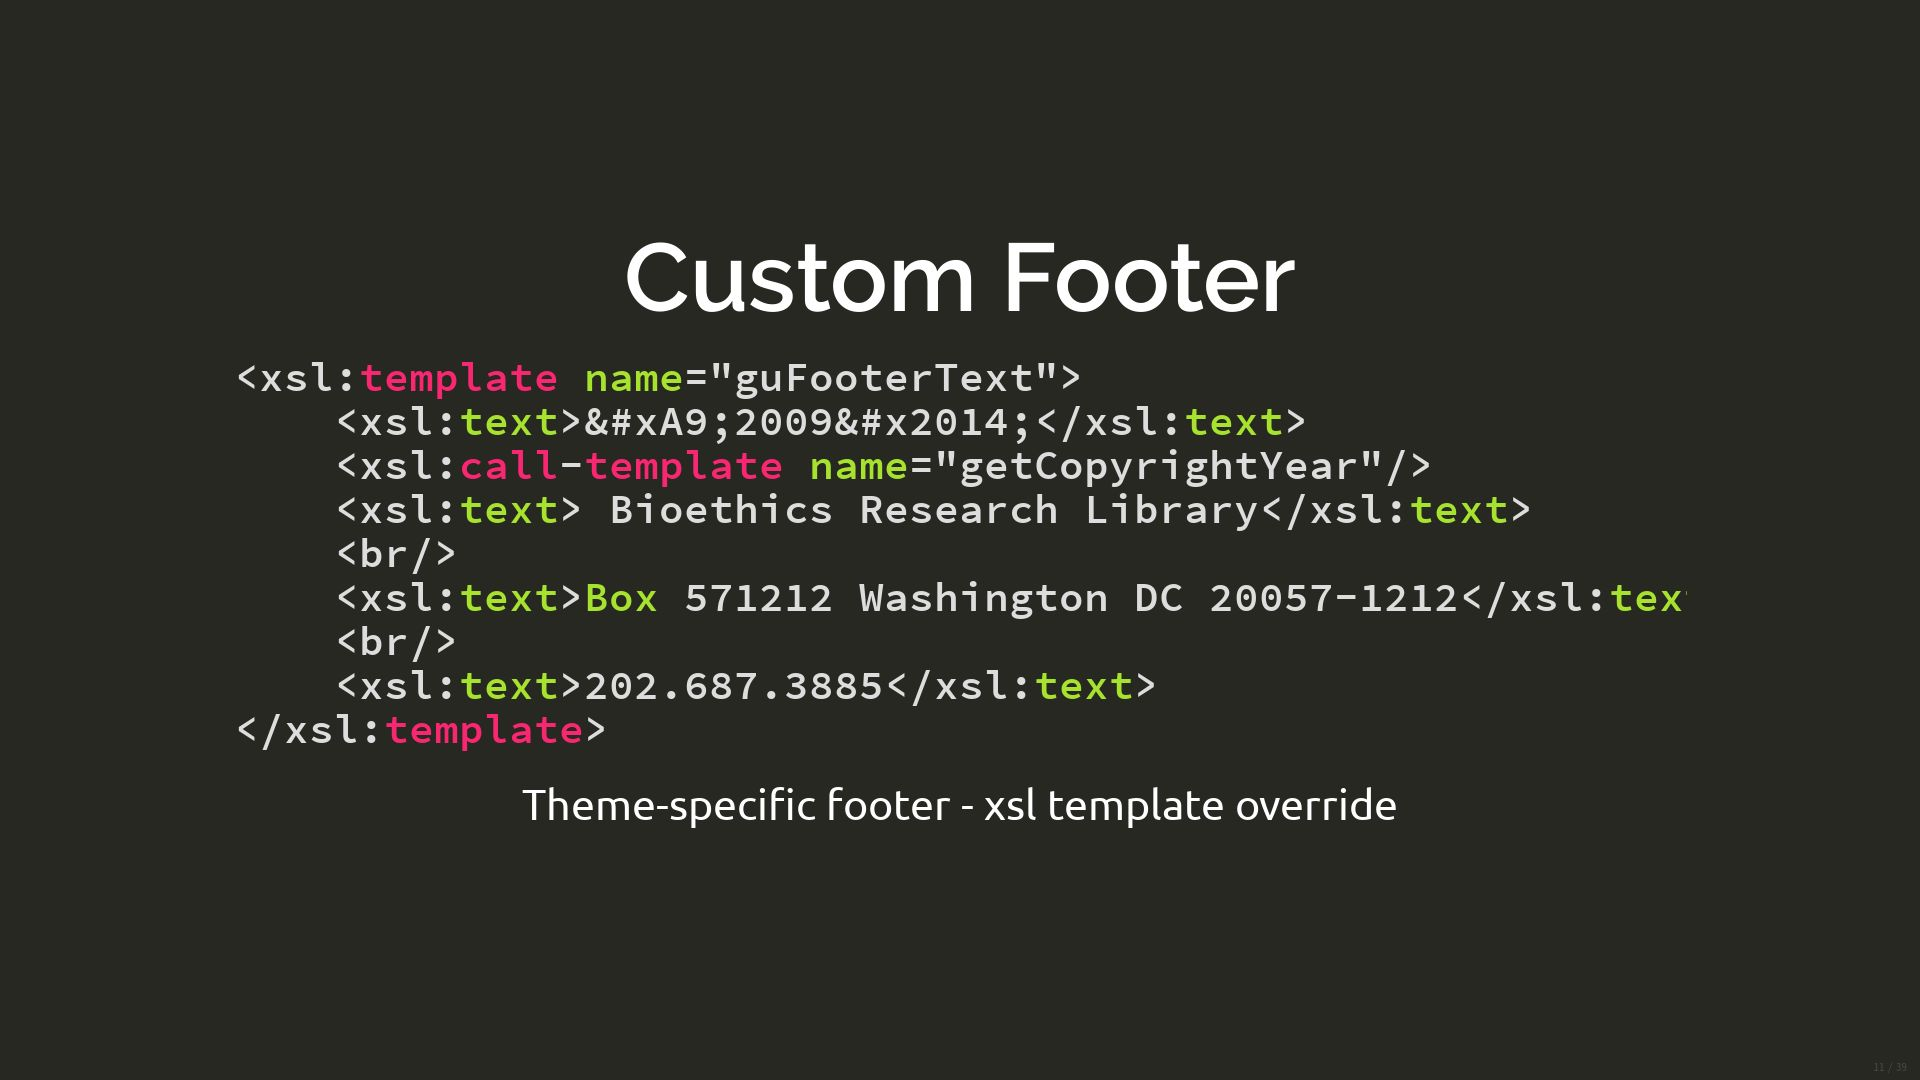 Custom Footer
<xsl:template name="guFooterText">
    <xsl:text>&#xA9;2009&#x2014;</xsl:text>
    <xsl:call-template name="getCopyrightYear"/>
    <xsl:text> Bioethics Research Library</xsl:text>
    <br/>
    <xsl:text>Box 571212 Washington DC 20057-1212</xsl:tex
    <br/>
    <xsl:text>202.687.3885</xsl:text>
</xsl:template>
Theme-specific footer - xsl template override
11 / 39